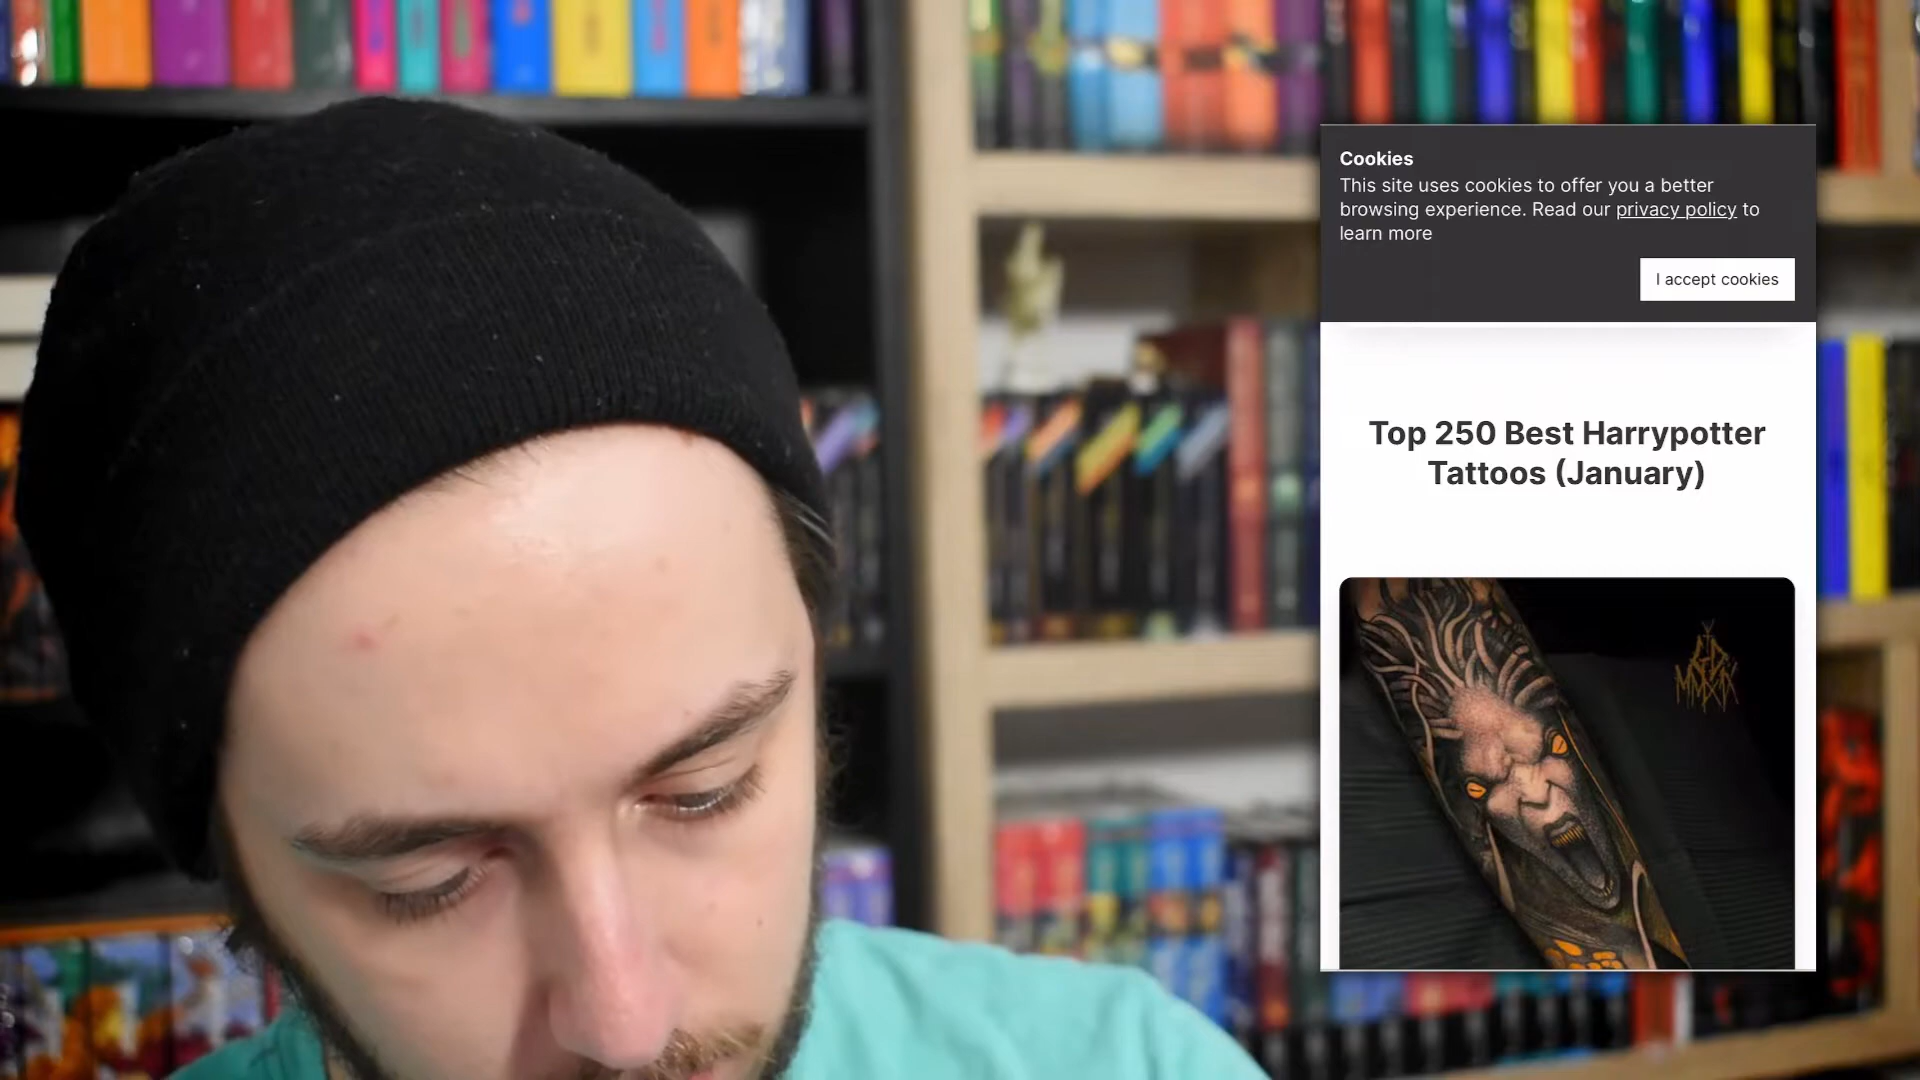 Cookies
This site uses cookies to offer you a better
browsing experience. Read our privacy policy to
learn more
I accept cookies
Top 250 Best Harrypotter
Tattoos (January)
MMXIX